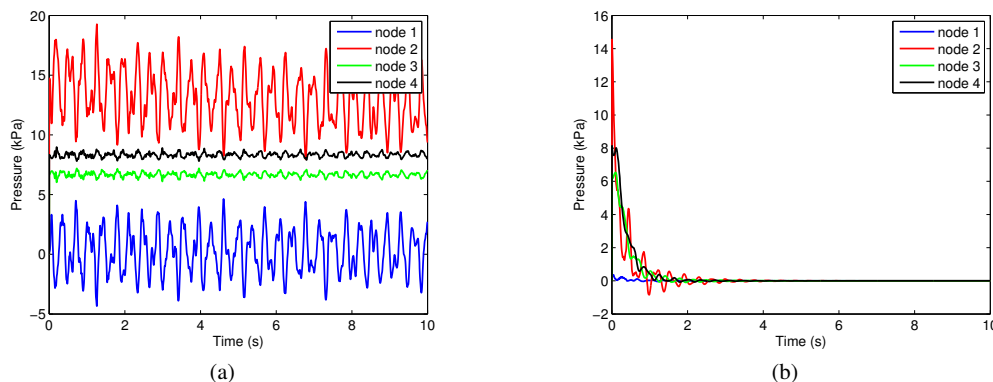 20
15
10
5
0
−5
0 2 4 6 8 10
Pressure (kPa)
Time (s)
node 1
node 2
node 3
node 4
(a)
16
14
12
10
8
6
4
2
0
−2
0 2 4 6 8 10
Pressure (kPa)
Time (s)
node 1
node 2
node 3
node 4
(b)